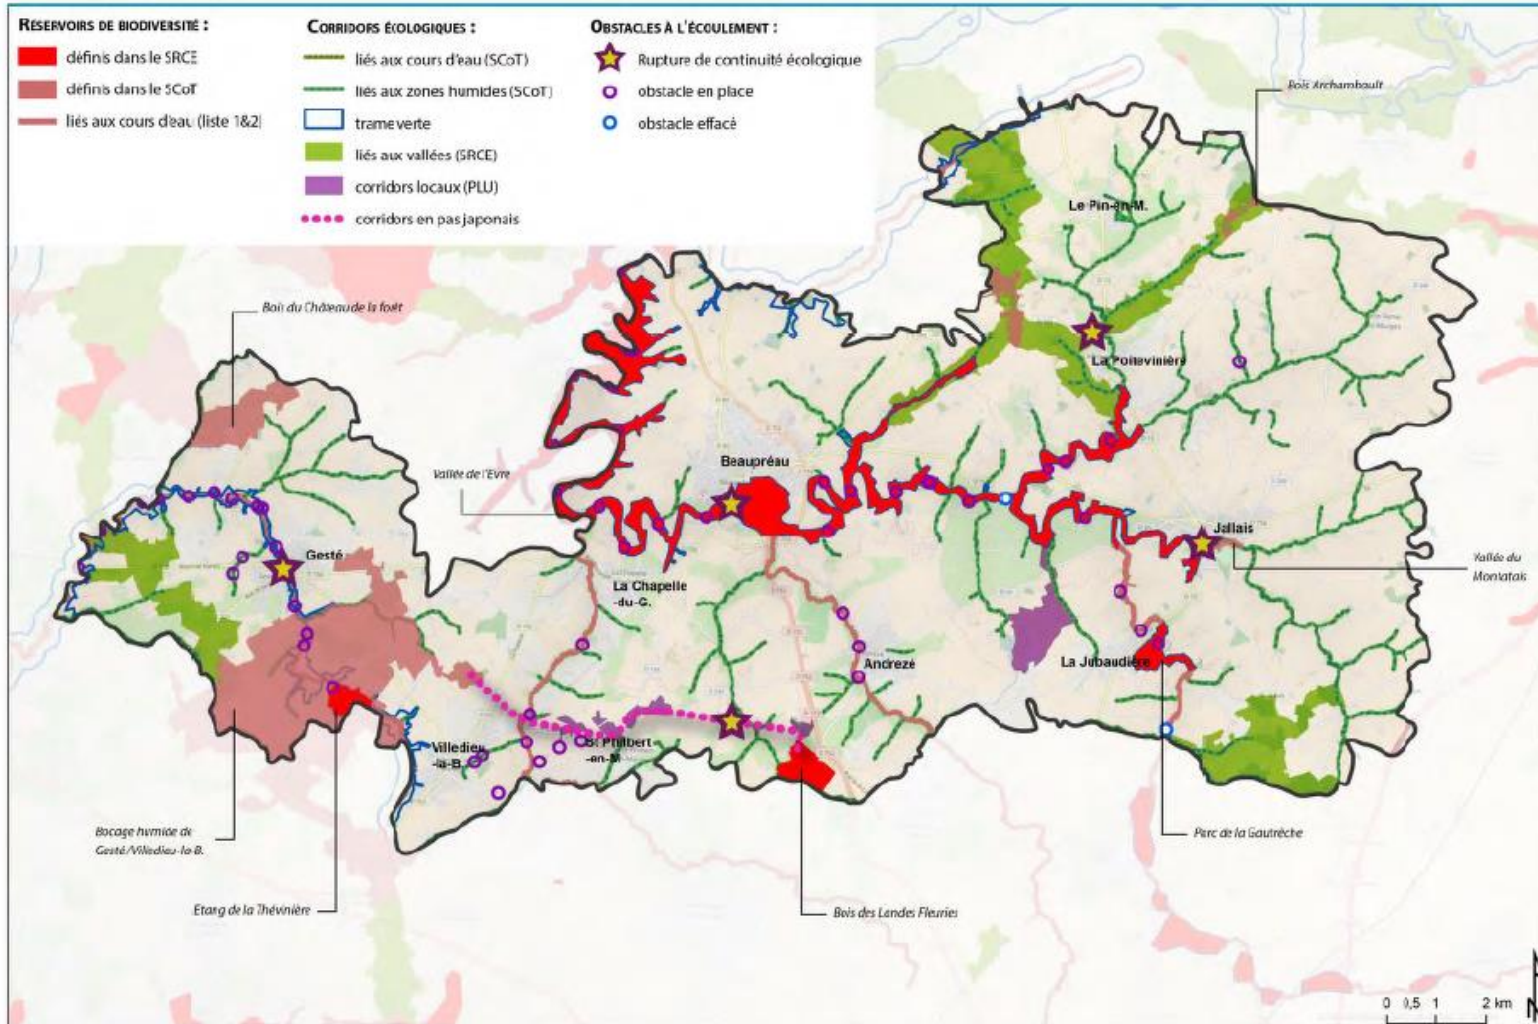 RÉSERVOIRS DE BIODIVERSITÉ :
définis dans le SRCE
définis dans le SCoT
liés aux cours d'eau (liste 1&2)
CORRIDORS ÉCOLOGIQUES :
liés aux cours d'eau (SCoT)
liés aux zones humides (SCoT)
trame verte
liés aux vallées (SRCE)
corridors locaux (PLU)
corridors en pas japonais
OBSTACLES À L'ÉCOULEMENT :
Rupture de continuité écologique
obstacle en place
obstacle effacé
Bois Archambault
Le Pin-en-M.
Bois du Château de la forêt
La Poitevinière
Beaupréau
Vallée de l'Evre
Jallais
Gesté
Vallée du
Montatais
La Chapelle
-du-G.
Andrezé
La Jubaudière
Villedieu
-la-B.
St Philbert
-en-M
Bocage humide de
Gesté/Villedieu-la-B.
Parc de la Gautrèche
Etang de la Thévinière
Bois des Landes Fleuries
0 0,5 1 2 km
N